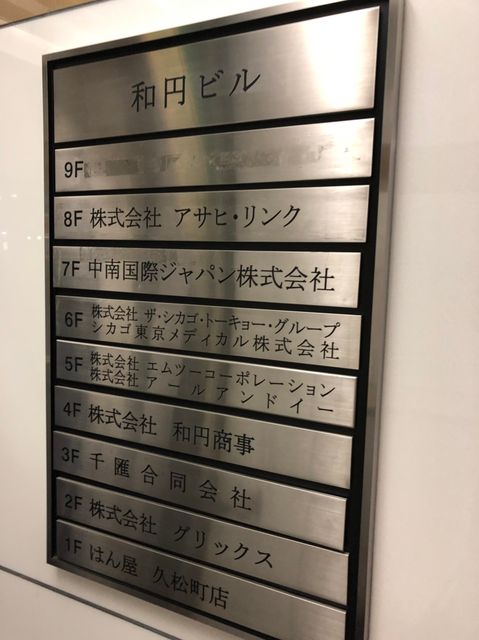 和円ビル
9F
8F 株式会社 アサヒ・リンク
7F 中南国際ジャパン株式会社
6F 株式会社 ザ・シカゴ・トーキョー・グループ
シカゴ東京メディカル株式会社
5F 株式会社 エムツーコーポレーション
株式会社 アールアンドイー
4F 株式会社 和円商事
3F 千匯合同会社
2F 株式会社 グリックス
1F はん屋 久松町店